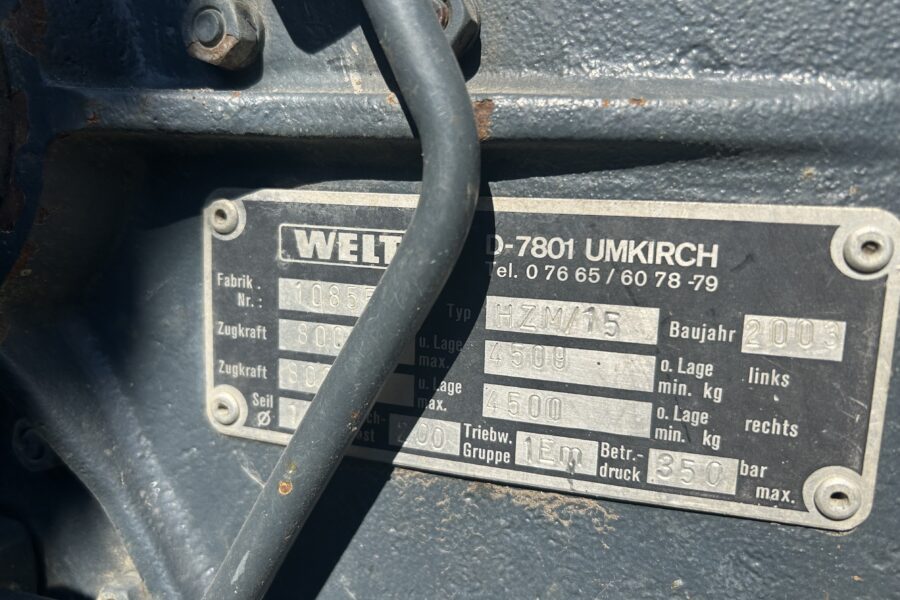 WELT
D-7801 UMKIRCH
Tel. 0 76 65 / 60 78 -79
Fabrik. Nr.: Typ HZM/15 Baujahr 2003
Zugkraft u. Lage max. 4500 o. Lage min. kg links
Zugkraft u. Lage max. 4500 o. Lage min. kg rechts
Seil Ø Triebw. Gruppe 1Em Betr.-druck 350 bar max.